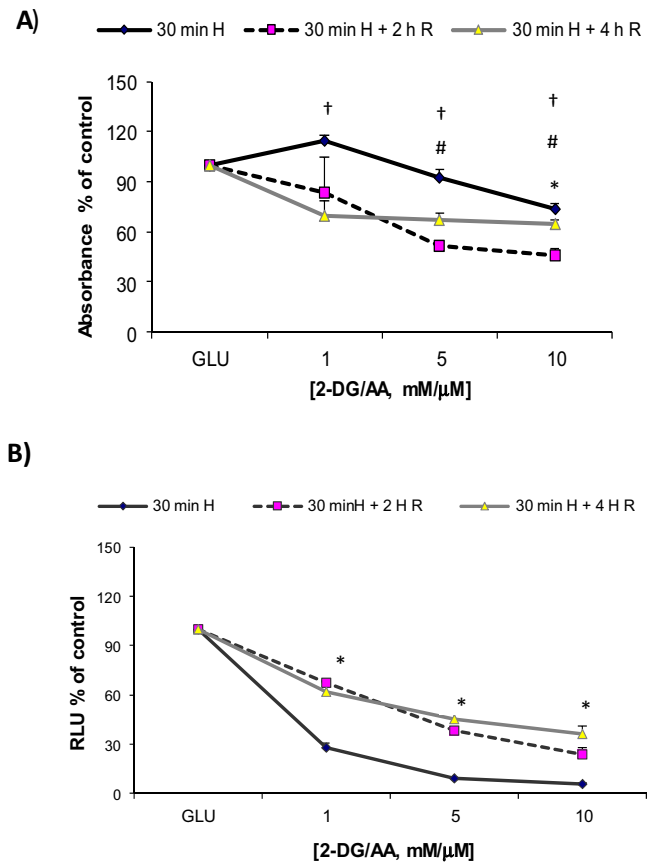 A)
30 min H 30 min H + 2 h R 30 min H + 4 h R
150
120
90
60
30
0
Absorbance % of control
† † †
# #
*
GLU 1 5 10
[2-DG/AA, mM/μM]
B)
30 min H 30 minH + 2 H R 30 min H + 4 H R
150
120
90
60
30
0
RLU % of control
* * *
GLU 1 5 10
[2-DG/AA, mM/μM]